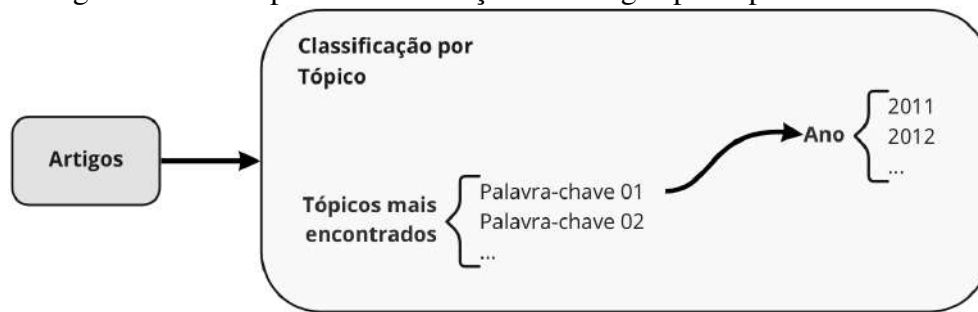 Classificação por
Tópico
Artigos
Tópicos mais
encontrados
Palavra-chave 01
Palavra-chave 02
...
Ano
2011
2012
...